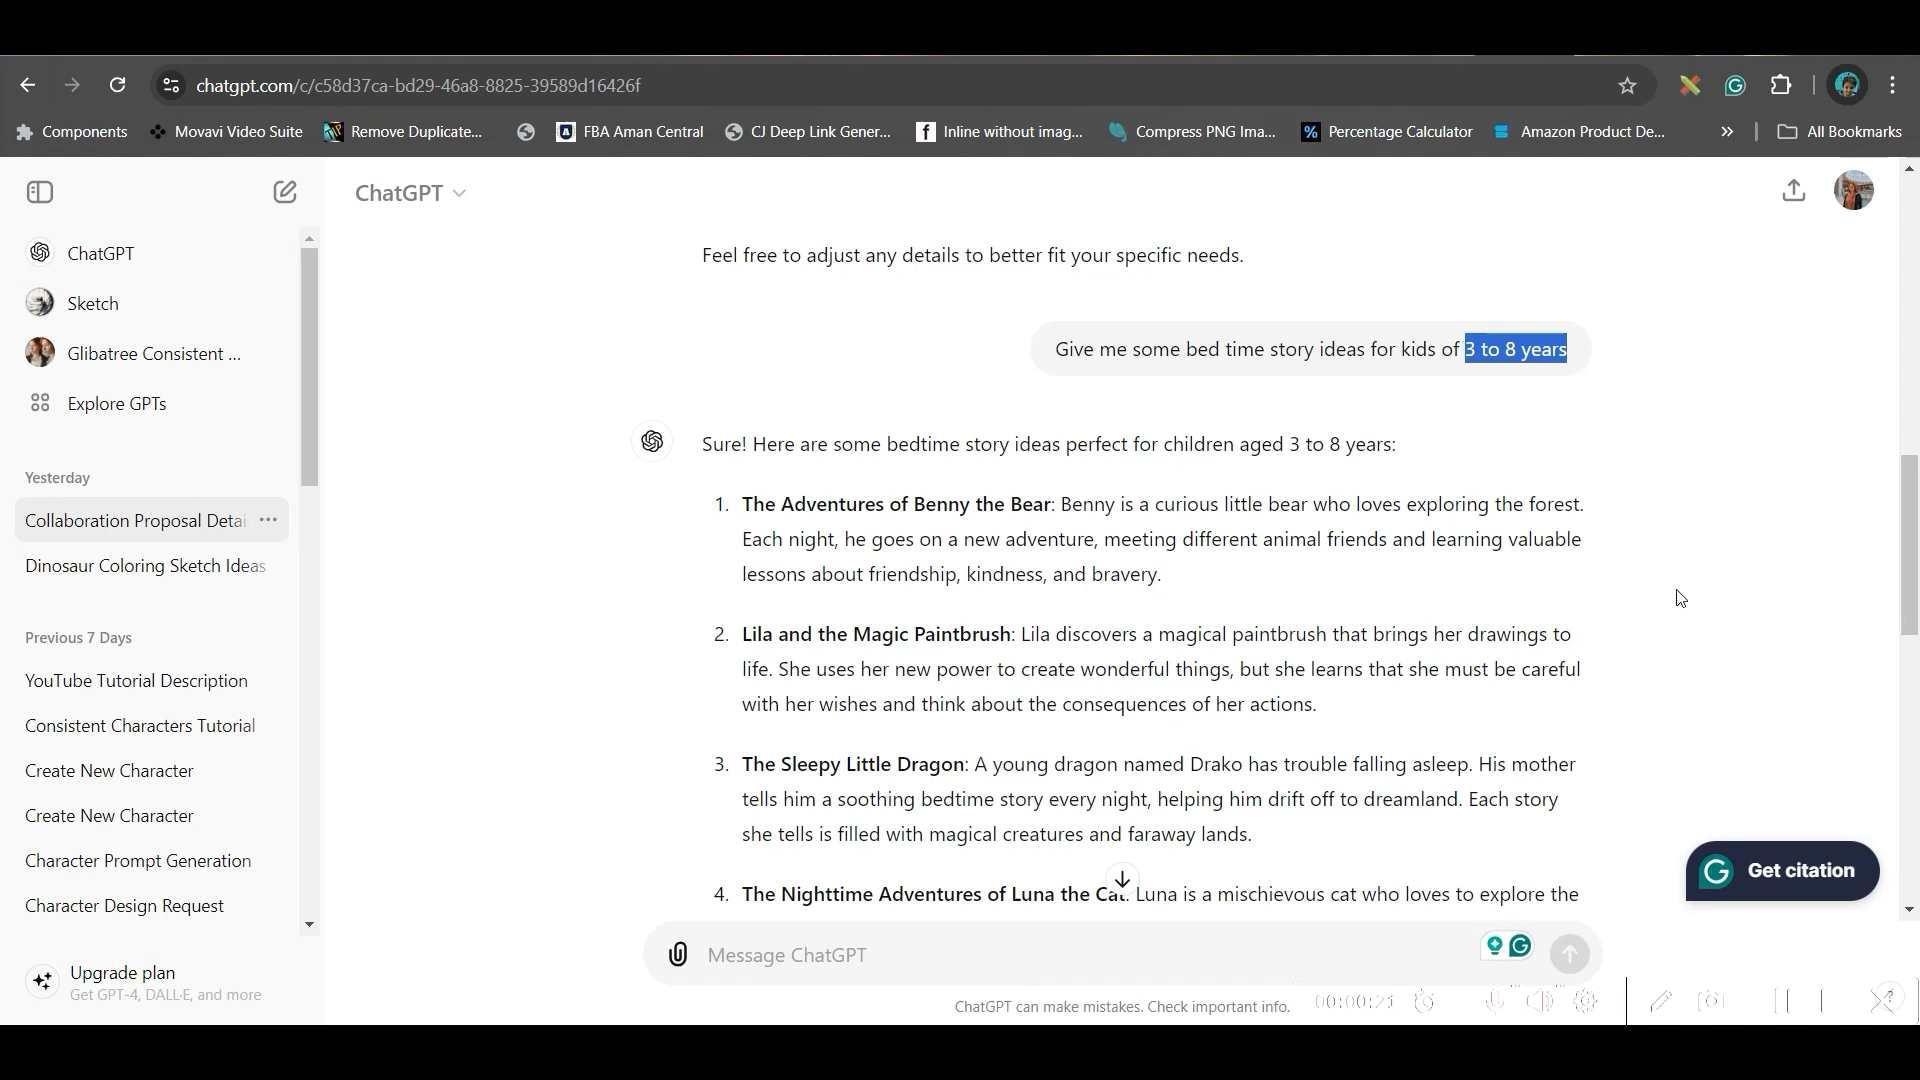 chatgpt.com/c/c58d37ca-bd29-46a8-8825-39589d16426f
Components
Movavi Video Suite
Remove Duplicate...
FBA Aman Central
CJ Deep Link Gener...
Inline without imag...
Compress PNG Ima...
Percentage Calculator
Amazon Product De...
All Bookmarks
ChatGPT
Feel free to adjust any details to better fit your specific needs.
Give me some bed time story ideas for kids of 3 to 8 years
Sure! Here are some bedtime story ideas perfect for children aged 3 to 8 years:
1. The Adventures of Benny the Bear: Benny is a curious little bear who loves exploring the forest.
Each night, he goes on a new adventure, meeting different animal friends and learning valuable
lessons about friendship, kindness, and bravery.
2. Lila and the Magic Paintbrush: Lila discovers a magical paintbrush that brings her drawings to
life. She uses her new power to create wonderful things, but she learns that she must be careful
with her wishes and think about the consequences of her actions.
3. The Sleepy Little Dragon: A young dragon named Drako has trouble falling asleep. His mother
tells him a soothing bedtime story every night, helping him drift off to dreamland. Each story
she tells is filled with magical creatures and faraway lands.
4. The Nighttime Adventures of Luna the Cat: Luna is a mischievous cat who loves to explore the
Get citation
Message ChatGPT
ChatGPT can make mistakes. Check important info.
00:00:21
ChatGPT
Sketch
Glibatree Consistent ...
Explore GPTs
Yesterday
Collaboration Proposal Detai
Dinosaur Coloring Sketch Ideas
Previous 7 Days
YouTube Tutorial Description
Consistent Characters Tutorial
Create New Character
Create New Character
Character Prompt Generation
Character Design Request
Upgrade plan
Get GPT-4, DALL·E, and more